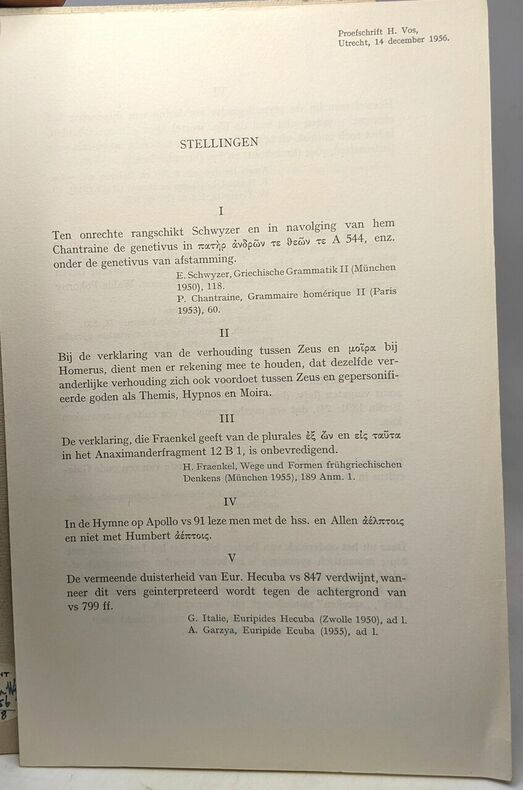 Proefschrift H. Vos,
Utrecht, 14 december 1956.
STELLINGEN
I
Ten onrechte rangschikt Schwyzer en in navolging van hem
Chantraine de genetivus in πατὴρ ἀνδρῶν τε θεῶν τε A 544, enz.
onder de genetivus van afstamming.
E. Schwyzer, Griechische Grammatik II (München
1950), 118.
P. Chantraine, Grammaire homérique II (Paris
1953), 60.
II
Bij de verklaring van de verhouding tussen Zeus en μοῖρα bij
Homerus, dient men er rekening mee te houden, dat dezelfde ver-
anderlijke verhouding zich ook voordoet tussen Zeus en gepersonifi-
eerde goden als Themis, Hypnos en Moira.
III
De verklaring, die Fraenkel geeft van de plurales ἐξ ὧν en εἰς ταῦτα
in het Anaximanderfragment 12 B 1, is onbevredigend.
H. Fraenkel, Wege und Formen frühgriechischen
Denkens (München 1955), 189 Anm. 1.
IV
In de Hymne op Apollo vs 91 leze men met de hss. en Allen ἀέλπτοις
en niet met Humbert ἀέπτοις.
V
De vermeende duisterheid van Eur. Hecuba vs 847 verdwijnt, wan-
neer dit vers geinterpreteerd wordt tegen de achtergrond van
vs 799 ff.
G. Italie, Euripides Hecuba (Zwolle 1950), ad l.
A. Garzya, Euripide Ecuba (1955), ad l.